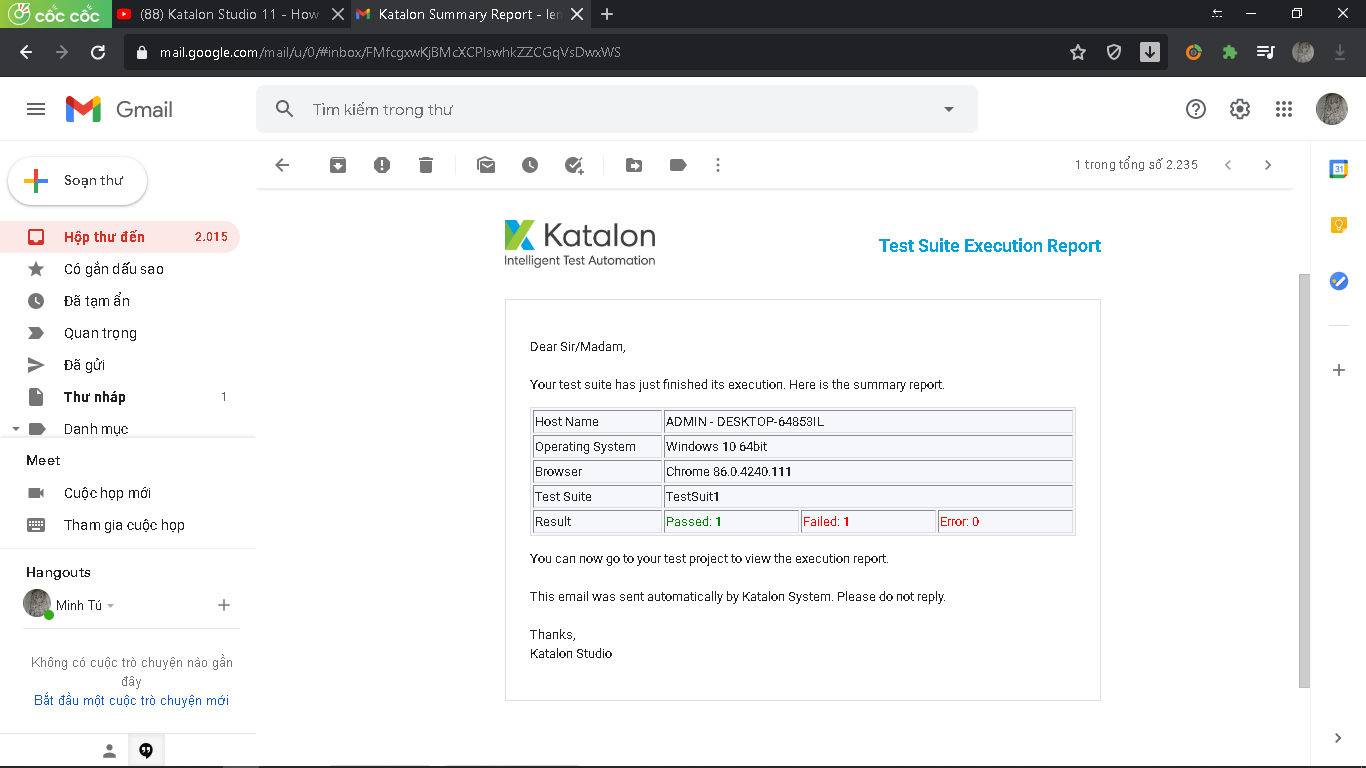 cốc cốc
(88) Katalon Studio 11 - How
Katalon Summary Report - len
mail.google.com/mail/u/0/#inbox/FMfcgxwKjBMcXCPlswhkZZCGqVsDwxWS
Gmail
Tìm kiếm trong thư
Soạn thư
1 trong tổng số 2.235
31
Hộp thư đến 2.015
Có gắn dấu sao
Đã tạm ẩn
Quan trọng
Đã gửi
Thư nháp 1
Danh mục
Meet
Cuộc họp mới
Tham gia cuộc họp
Hangouts
Minh Tú
Không có cuộc trò chuyện nào gần
đây
Bắt đầu một cuộc trò chuyện mới
Katalon
Intelligent Test Automation
Test Suite Execution Report
Dear Sir/Madam,
Your test suite has just finished its execution. Here is the summary report.
Host Name ADMIN - DESKTOP-64853IL
Operating System Windows 10 64bit
Browser Chrome 86.0.4240.111
Test Suite TestSuit1
Result Passed: 1 Failed: 1 Error: 0
You can now go to your test project to view the execution report.
This email was sent automatically by Katalon System. Please do not reply.
Thanks,
Katalon Studio